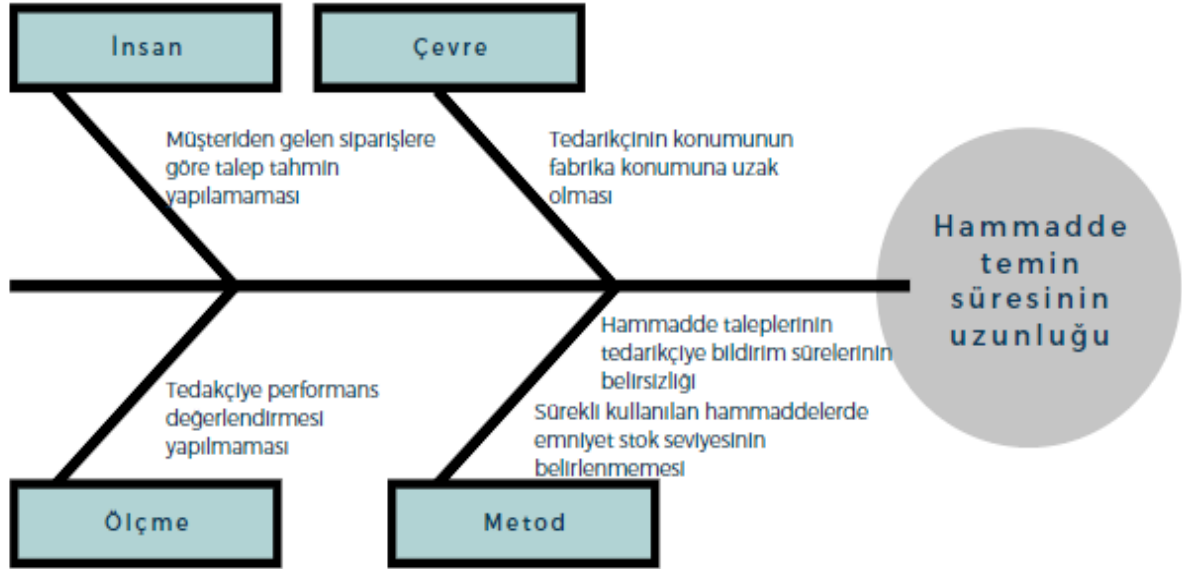 İnsan
Çevre
Müşteriden gelen siparişlere
göre talep tahmin
yapılamaması
Tedarikçinin konumunun
fabrika konumuna uzak
olması
Hammadde
temin
süresinin
uzunluğu
Hammadde taleplerinin
tedarikçiye bildirim sürelerinin
belirsizliği
Tedakçiye performans
değerlendirmesi
yapılmaması
Sürekli kullanılan hammaddelerde
emniyet stok seviyesinin
belirlenmemesi
Ölçme
Metod